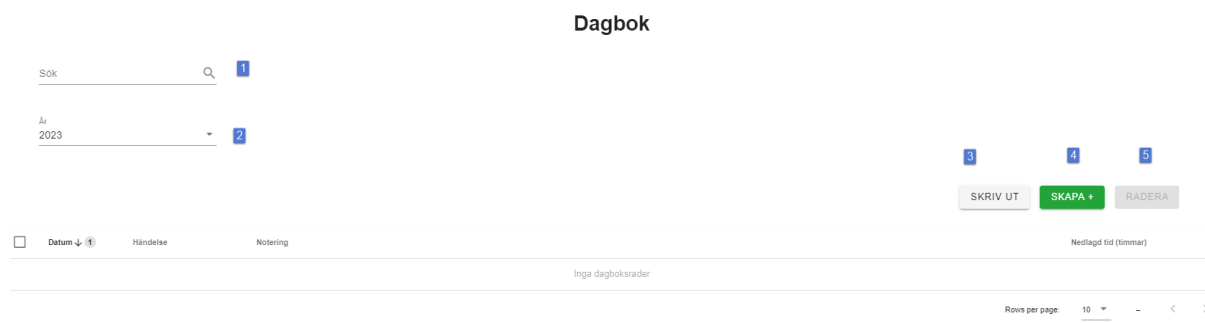 Dagbok
Sök
1
År
2023
2
3 4 5
SKRIV UT SKAPA + RADERA
Datum ↓ 1 Händelse Notering Nedlagd tid (timmar)
Inga dagboksrader
Rows per page: 10 –